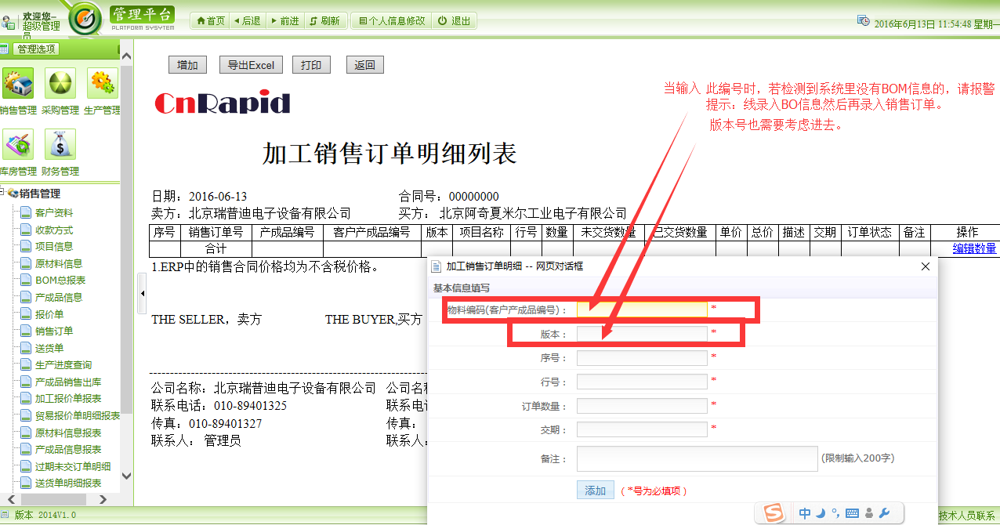 欢迎您–
超级管理
员
管理平台
PLATFORM SYSYTEM
首页 后退 前进 刷新 个人信息修改 退出
2016年6月13日 11:54:48 星期一
管理选项
销售管理 采购管理 生产管理
库房管理 财务管理
销售管理
客户资料
收款方式
项目信息
原材料信息
BOM总报表
产成品信息
报价单
销售订单
送货单
生产进度查询
产成品销售出库
加工报价单报表
贸易报价单明细报表
原材料信息报表
产成品信息报表
过期未交订单明细
送货单明细报表
增加 导出Excel 打印 返回
CnRapid
当输入 此编号时，若检测到系统里没有BOM信息的，请报警
提示：线录入BO信息然后再录入销售订单。
版本号也需要考虑进去。
加工销售订单明细列表
日期：2016-06-13 合同号：00000000
卖方：北京瑞普迪电子设备有限公司 买方： 北京阿奇夏米尔工业电子有限公司
序号 销售订单号 产成品编号 客户产成品编号 版本 项目名称 行号 数量 未交货数量 已交货数量 单价 总价 描述 交期 订单状态 备注 操作
合计 编辑数量
1.ERP中的销售合同价格均为不含税价格。
THE SELLER，卖方 THE BUYER,买方
公司名称：北京瑞普迪电子设备有限公司 公司名
联系电话：010-89401325 联系电
传真：010-89401327 传真：
联系人： 管理员 联系人
加工销售订单明细 -- 网页对话框
基本信息填写
物料编码(客户产成品编号)： *
版本： *
序号： *
行号： *
订单数量： *
交期： *
备注： (限制输入200字)
添加 （ *号为必填项 ）
中
版本 2014V1.0
技术人员联系